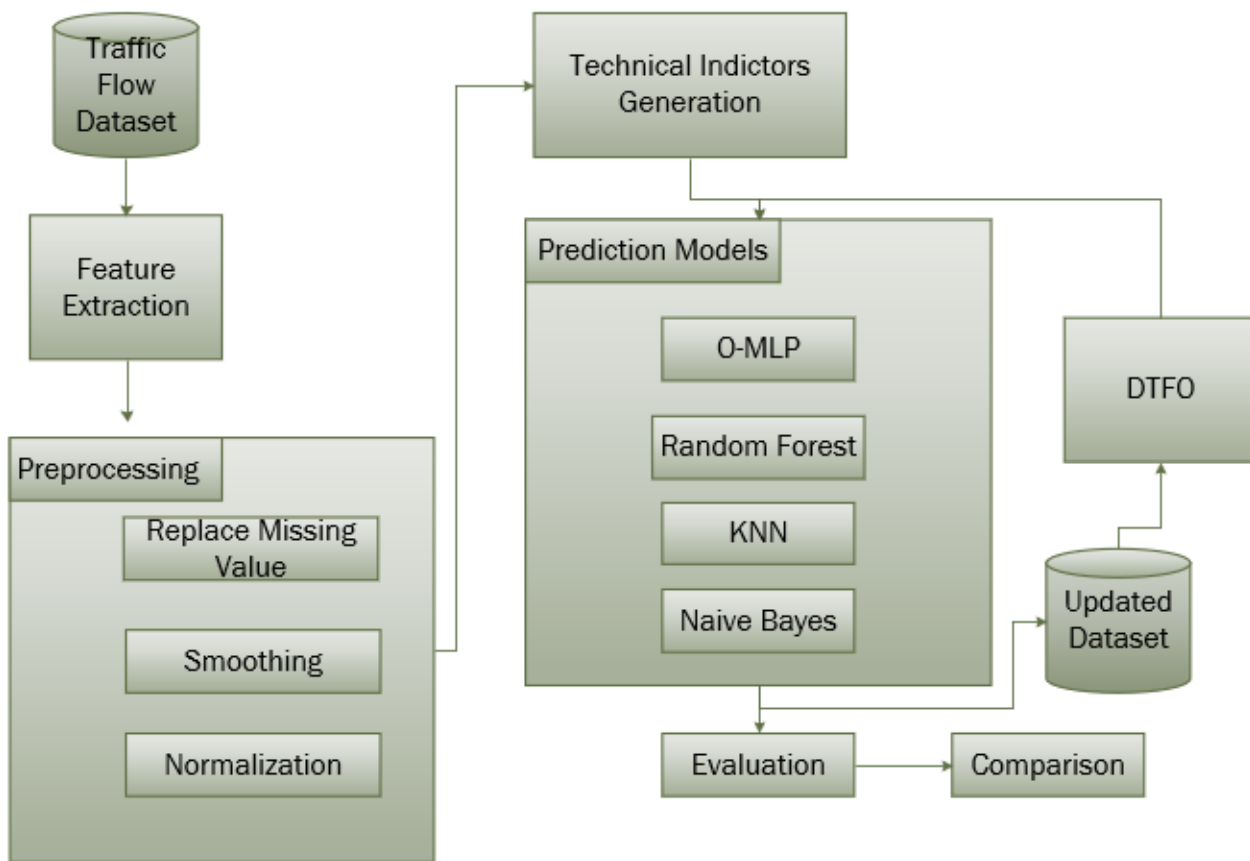 Traffic
Flow
Dataset
Feature
Extraction
Preprocessing
Replace Missing
Value
Smoothing
Normalization
Technical Indictors
Generation
Prediction Models
O-MLP
Random Forest
KNN
Naive Bayes
DTFO
Updated
Dataset
Evaluation
Comparison